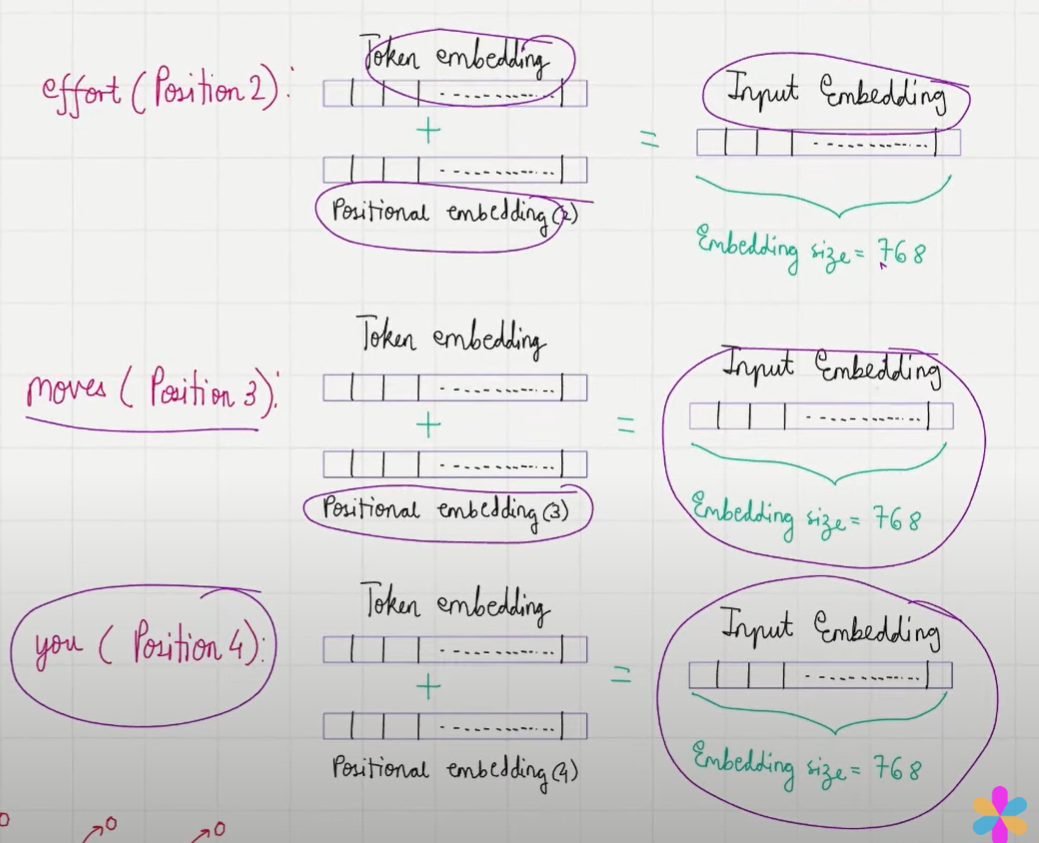 Token embedding
effort (Position 2):
Input Embedding
+
=
Positional embedding (2)
Embedding size = 768
Token embedding
Input Embedding
moves (Position 3):
+
=
Positional embedding (3)
Embedding size = 768
Token embedding
Input Embedding
you (Position 4):
+
=
Positional embedding (4)
Embedding size = 768